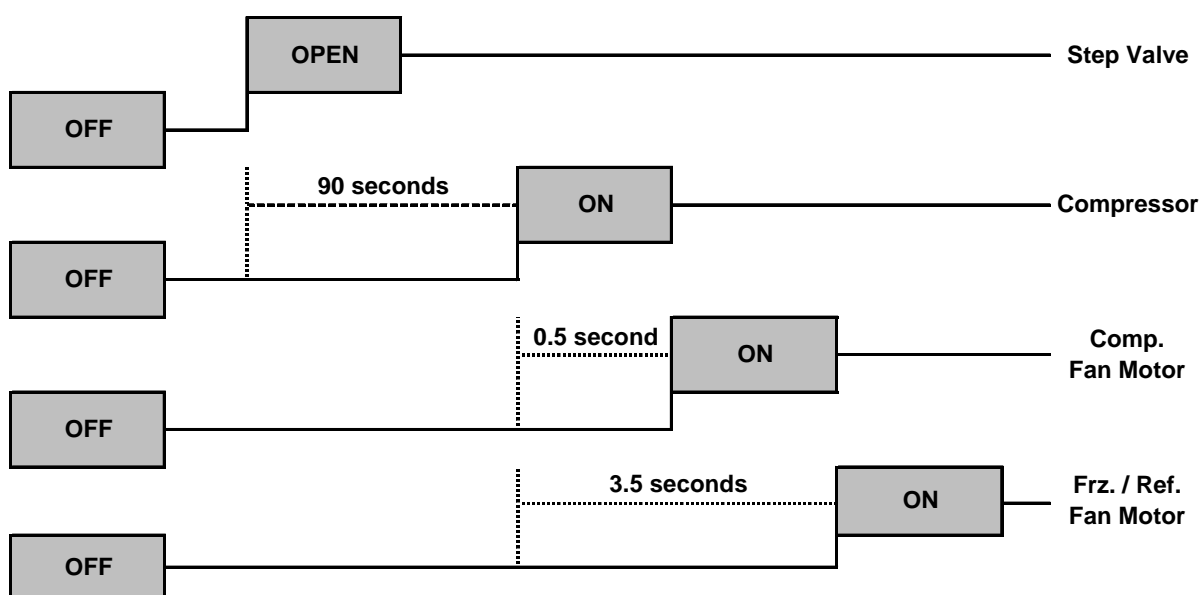 OPEN
Step Valve
OFF
90 seconds
ON
Compressor
OFF
0.5 second
ON
Comp.
Fan Motor
OFF
3.5 seconds
ON
Frz. / Ref.
Fan Motor
OFF